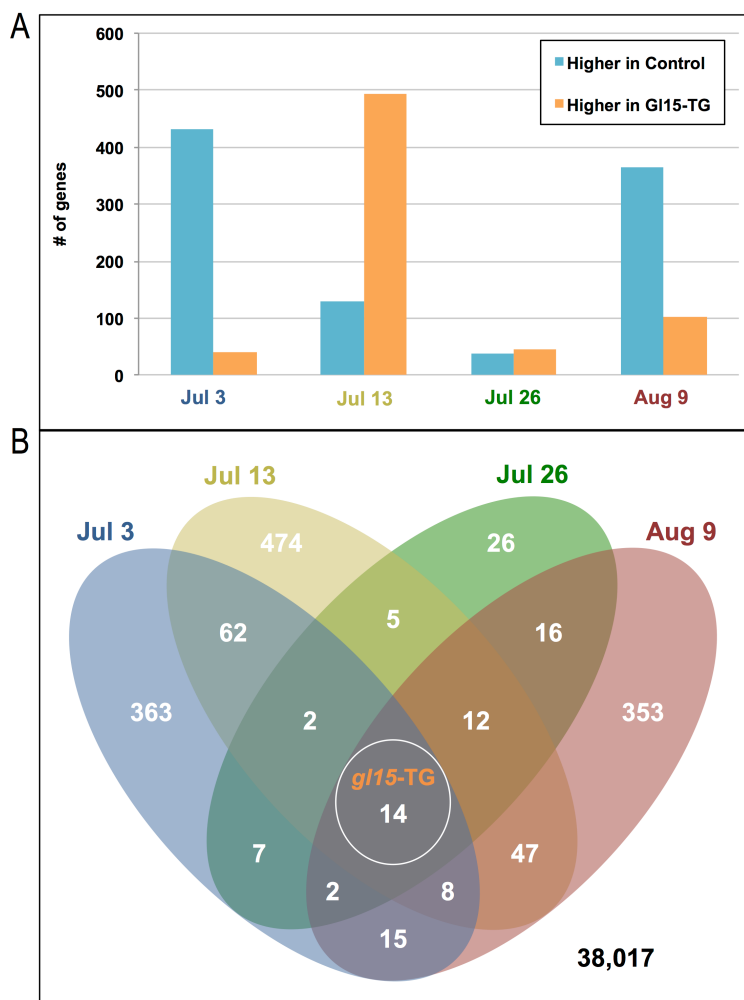 A
600
500
400
300
200
100
0
# of genes
Higher in Control
Higher in Gl15-TG
Jul 3 Jul 13 Jul 26 Aug 9
B
Jul 13 Jul 26
Jul 3 Aug 9
474 26
5
62 16
363 2 12 353
gl15-TG
14
7 47
2 8
15
38,017